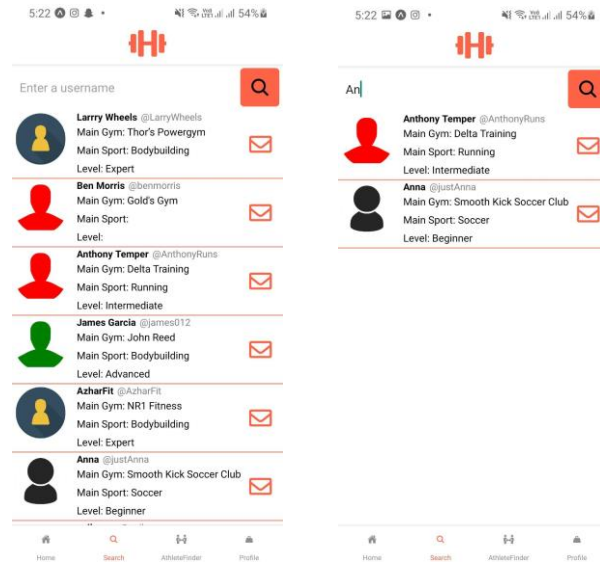 5:22
54%
Enter a username
Larrry Wheels @LarryWheels
Main Gym: Thor's Powergym
Main Sport: Bodybuilding
Level: Expert
Ben Morris @benmorris
Main Gym: Gold's Gym
Main Sport:
Level:
Anthony Temper @AnthonyRuns
Main Gym: Delta Training
Main Sport: Running
Level: Intermediate
James Garcia @james012
Main Gym: John Reed
Main Sport: Bodybuilding
Level: Advanced
AzharFit @AzharFit
Main Gym: NR1 Fitness
Main Sport: Bodybuilding
Level: Expert
Anna @justAnna
Main Gym: Smooth Kick Soccer Club
Main Sport: Soccer
Level: Beginner
Home Search AthleteFinder Profile
5:22
54%
An
Anthony Temper @AnthonyRuns
Main Gym: Delta Training
Main Sport: Running
Level: Intermediate
Anna @justAnna
Main Gym: Smooth Kick Soccer Club
Main Sport: Soccer
Level: Beginner
Home Search AthleteFinder Profile